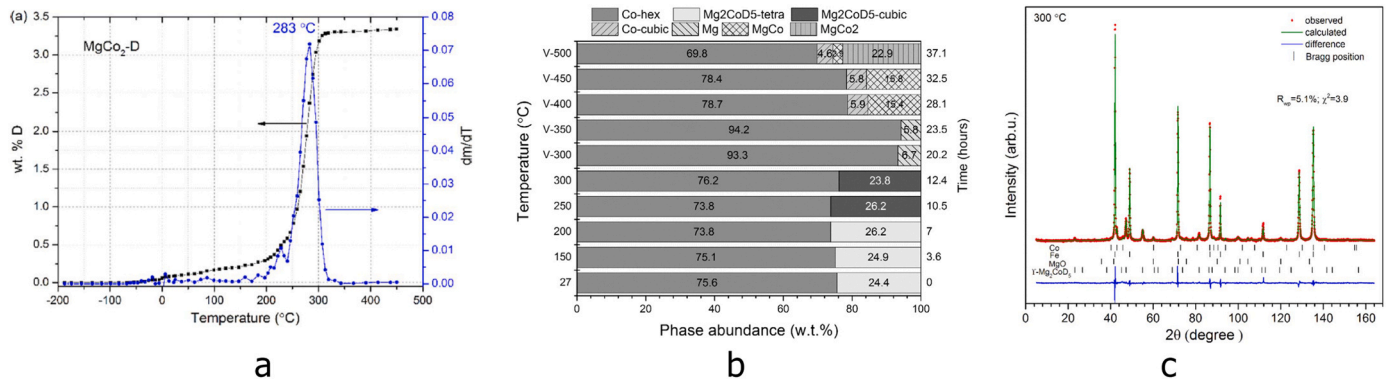 (a)
MgCo2-D
283 °C
wt. % D
3.5
3.0
2.5
2.0
1.5
1.0
0.5
0.0
dm/dT
0.08
0.07
0.06
0.05
0.04
0.03
0.02
0.01
0.00
-200 -100 0 100 200 300 400 500
Temperature (°C)
a
Co-hex Mg2CoD5-tetra Mg2CoD5-cubic
Co-cubic Mg MgCo MgCo2
Temperature (°C)
Time (hours)
V-500 69.8 4.6 22.9 37.1
V-450 78.4 5.8 15.8 32.5
V-400 78.7 5.9 15.4 28.1
V-350 94.2 5.8 23.5
V-300 93.3 6.7 20.2
300 76.2 23.8 12.4
250 73.8 26.2 10.5
200 73.8 26.2 7
150 75.1 24.9 3.6
27 75.6 24.4 0
0 20 40 60 80 100
Phase abundance (w.t.%)
b
300 °C
observed
calculated
difference
Bragg position
Rwp=5.1%; χ2=3.9
Intensity (arb.u.)
Co
Fe
MgO
γ-Mg2CoD5
0 20 40 60 80 100 120 140 160
2θ (degree )
c